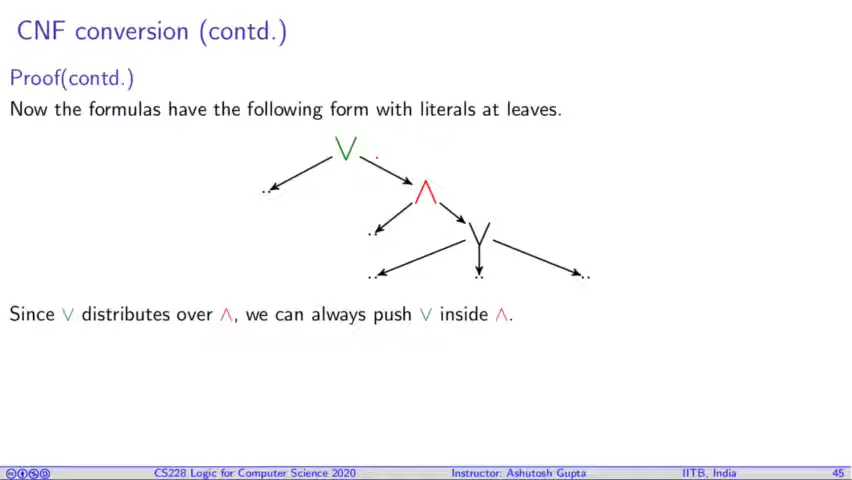 CNF conversion (contd.)
Proof(contd.)
Now the formulas have the following form with literals at leaves.
∨
..
∧
..
∨
..
..
..
Since ∨ distributes over ∧, we can always push ∨ inside ∧.
CS228 Logic for Computer Science 2020 Instructor: Ashutosh Gupta IITB, India 45